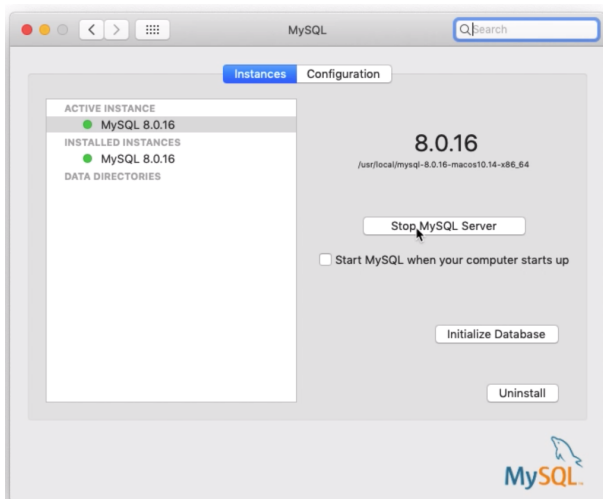 MySQL
Search
Instances
Configuration
ACTIVE INSTANCE
MySQL 8.0.16
INSTALLED INSTANCES
MySQL 8.0.16
DATA DIRECTORIES
8.0.16
/usr/local/mysql-8.0.16-macos10.14-x86_64
Stop MySQL Server
Start MySQL when your computer starts up
Initialize Database
Uninstall
MySQL